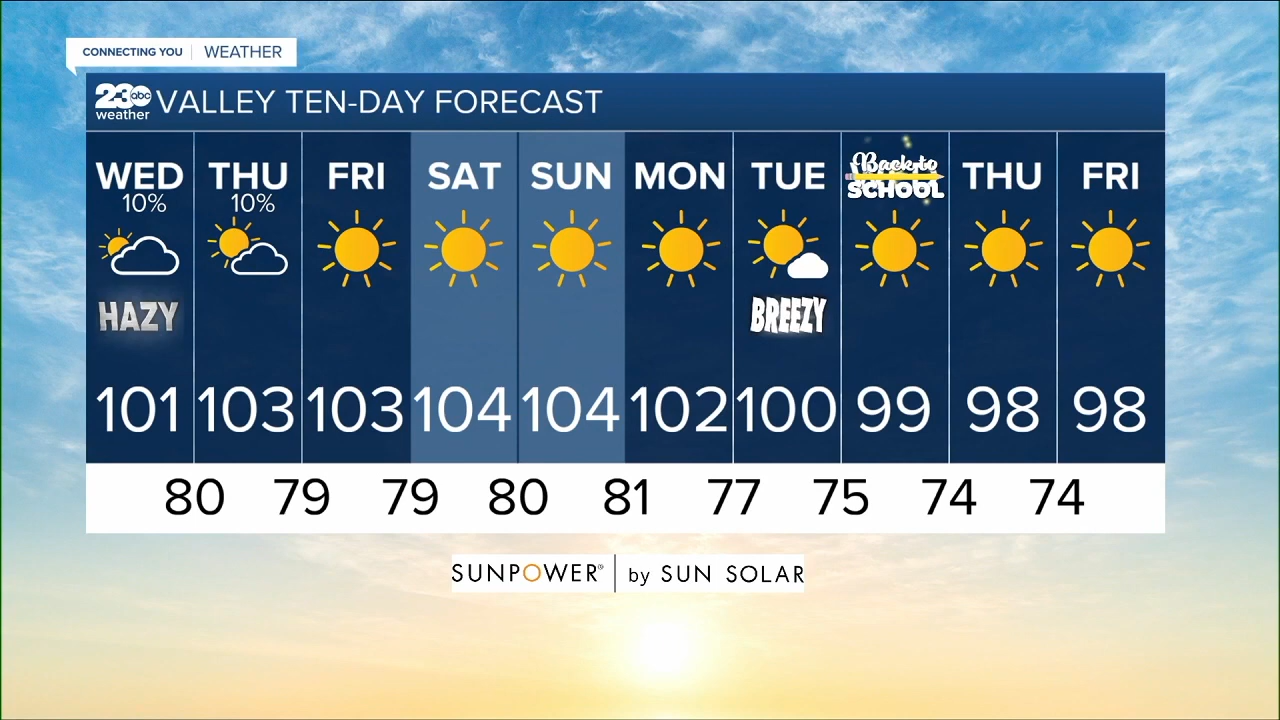 CONNECTING YOU WEATHER
23 abc weather VALLEY TEN-DAY FORECAST
WED THU FRI SAT SUN MON TUE Back to SCHOOL THU FRI
10% 10%
HAZY BREEZY
101 103 103 104 104 102 100 99 98 98
80 79 79 80 81 77 75 74 74
SUNPOWER® by SUN SOLAR